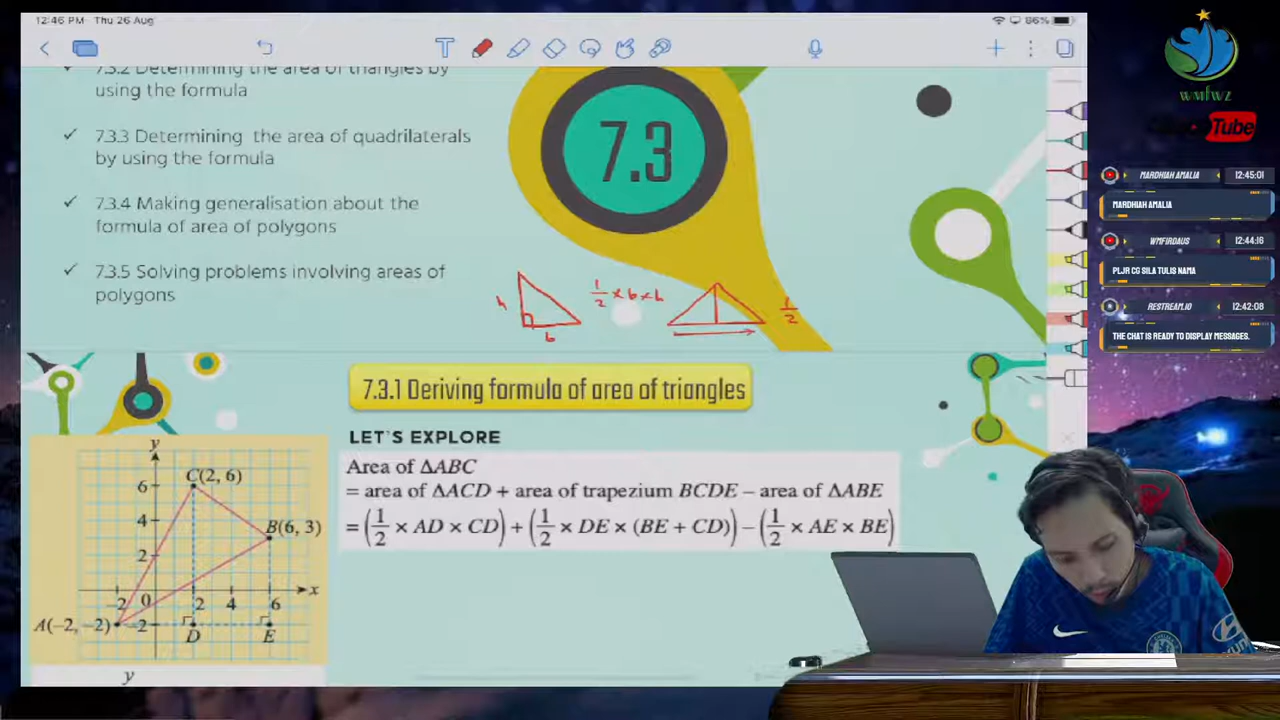 12:46 PM Thu 26 Aug
86%
7.3.2 Determining the area of triangles by
using the formula
7.3.3 Determining the area of quadrilaterals
by using the formula
7.3.4 Making generalisation about the
formula of area of polygons
7.3.5 Solving problems involving areas of
polygons
7.3
h
b
1/2 × b × h
1/2
7.3.1 Deriving formula of area of triangles
LET'S EXPLORE
Area of ΔABC
= area of ΔACD + area of trapezium BCDE − area of ΔABE
= (1/2 × AD × CD) + (1/2 × DE × (BE + CD)) − (1/2 × AE × BE)
y
C(2, 6)
6
4
B(6, 3)
2
−2 0 2 4 6 x
A(−2, −2) −2
D E
y
wmfwz
Tube
MARDHIAH AMALIA 12:45:01
MARDHIAH AMALIA
WMFIRDAUS 12:44:16
PLJR CG SILA TULIS NAMA
RESTREAM.IO 12:42:08
THE CHAT IS READY TO DISPLAY MESSAGES.